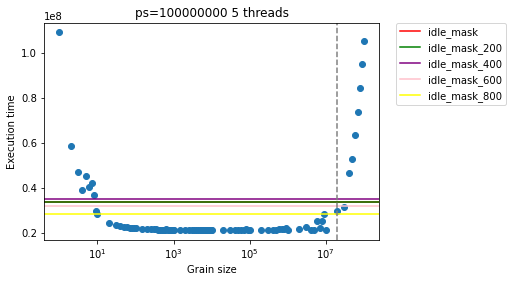 ps=100000000 5 threads
1e8
1.0
0.8
0.6
0.4
0.2
Execution time
10^1
10^3
10^5
10^7
Grain size
idle_mask
idle_mask_200
idle_mask_400
idle_mask_600
idle_mask_800